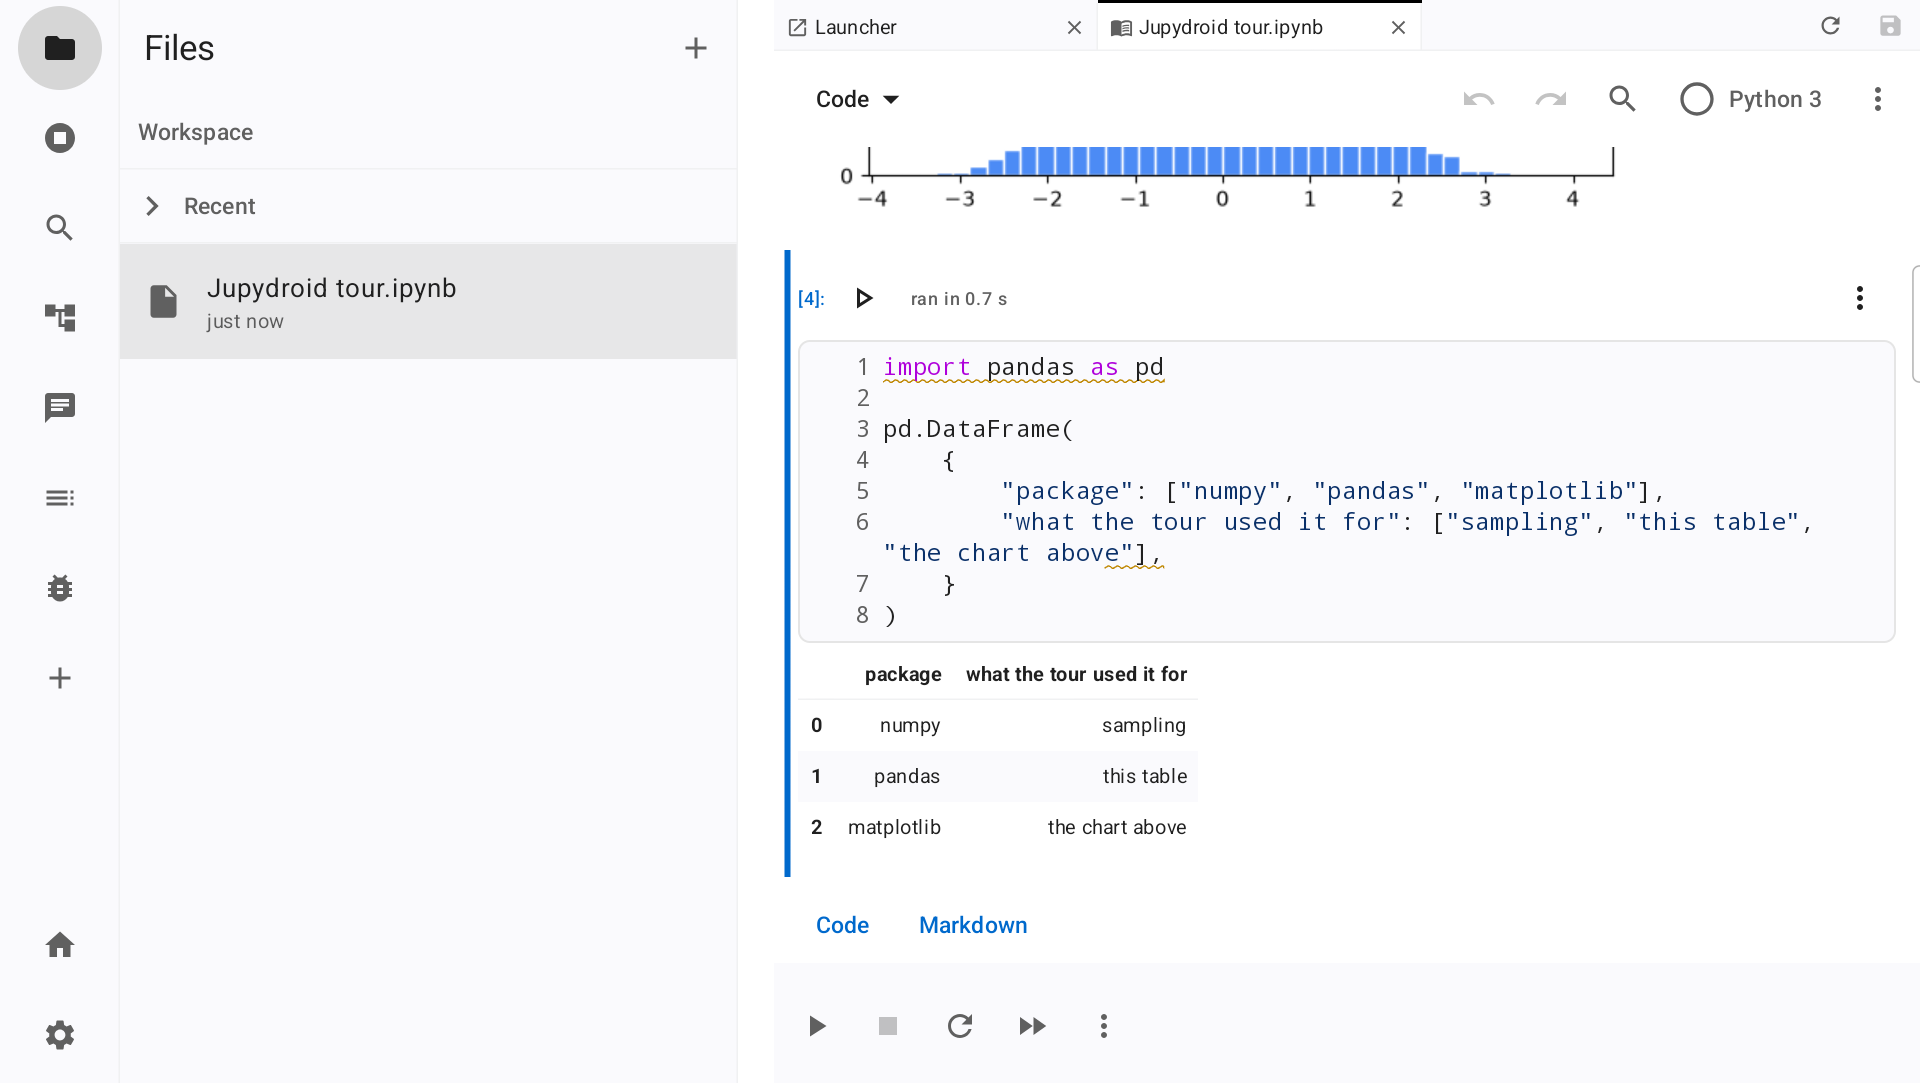 Files
Workspace
Recent
Jupydroid tour.ipynb
just now
Launcher
Jupydroid tour.ipynb
Code
Python 3
0
−4 −3 −2 −1 0 1 2 3 4
[4]:
ran in 0.7 s
1 import pandas as pd
2
3 pd.DataFrame(
4     {
5         "package": ["numpy", "pandas", "matplotlib"],
6         "what the tour used it for": ["sampling", "this table",
"the chart above"],
7     }
8 )
package what the tour used it for
0 numpy sampling
1 pandas this table
2 matplotlib the chart above
Code Markdown